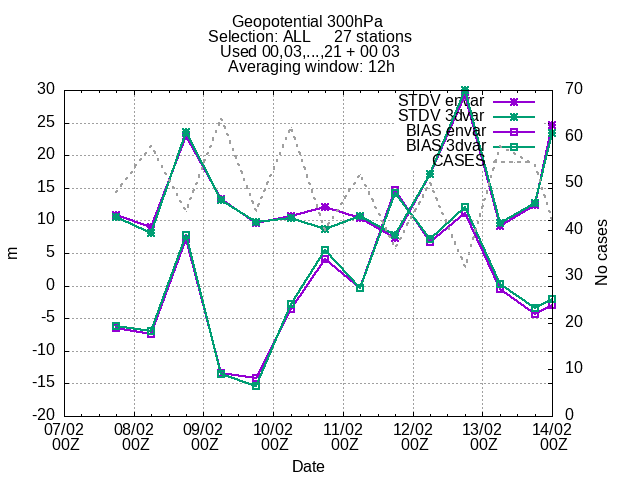 Geopotential 300hPa
Selection: ALL 27 stations
Used 00,03,...,21 + 00 03
Averaging window: 12h
STDV envar
STDV 3dvar
BIAS envar
BIAS 3dvar
CASES
30
25
20
15
10
5
0
-5
-10
-15
-20
m
70
60
50
40
30
20
10
0
No cases
07/02 08/02 09/02 10/02 11/02 12/02 13/02 14/02
00Z 00Z 00Z 00Z 00Z 00Z 00Z 00Z
Date